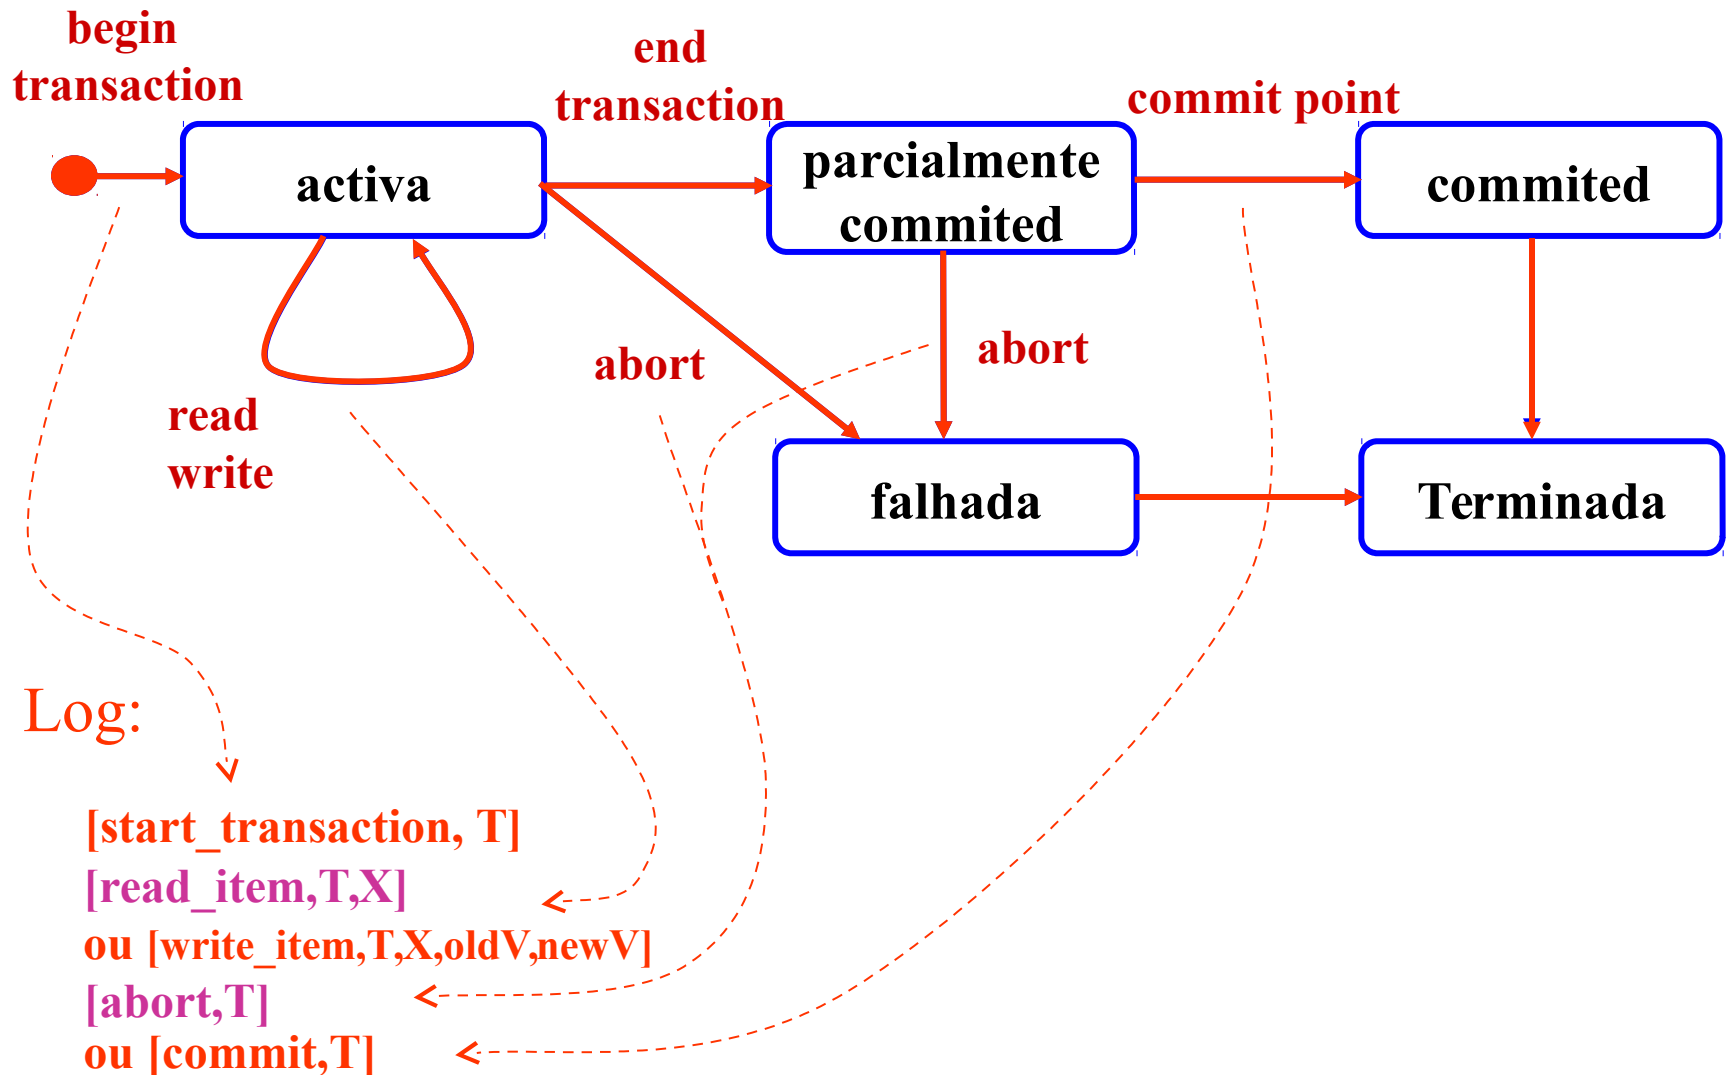 begin
transaction
end
transaction
commit point
activa
parcialmente
commited
commited
abort
abort
read
write
falhada
Terminada
Log:
[start_transaction, T]
[read_item,T,X]
ou [write_item,T,X,oldV,newV]
[abort,T]
ou [commit,T]